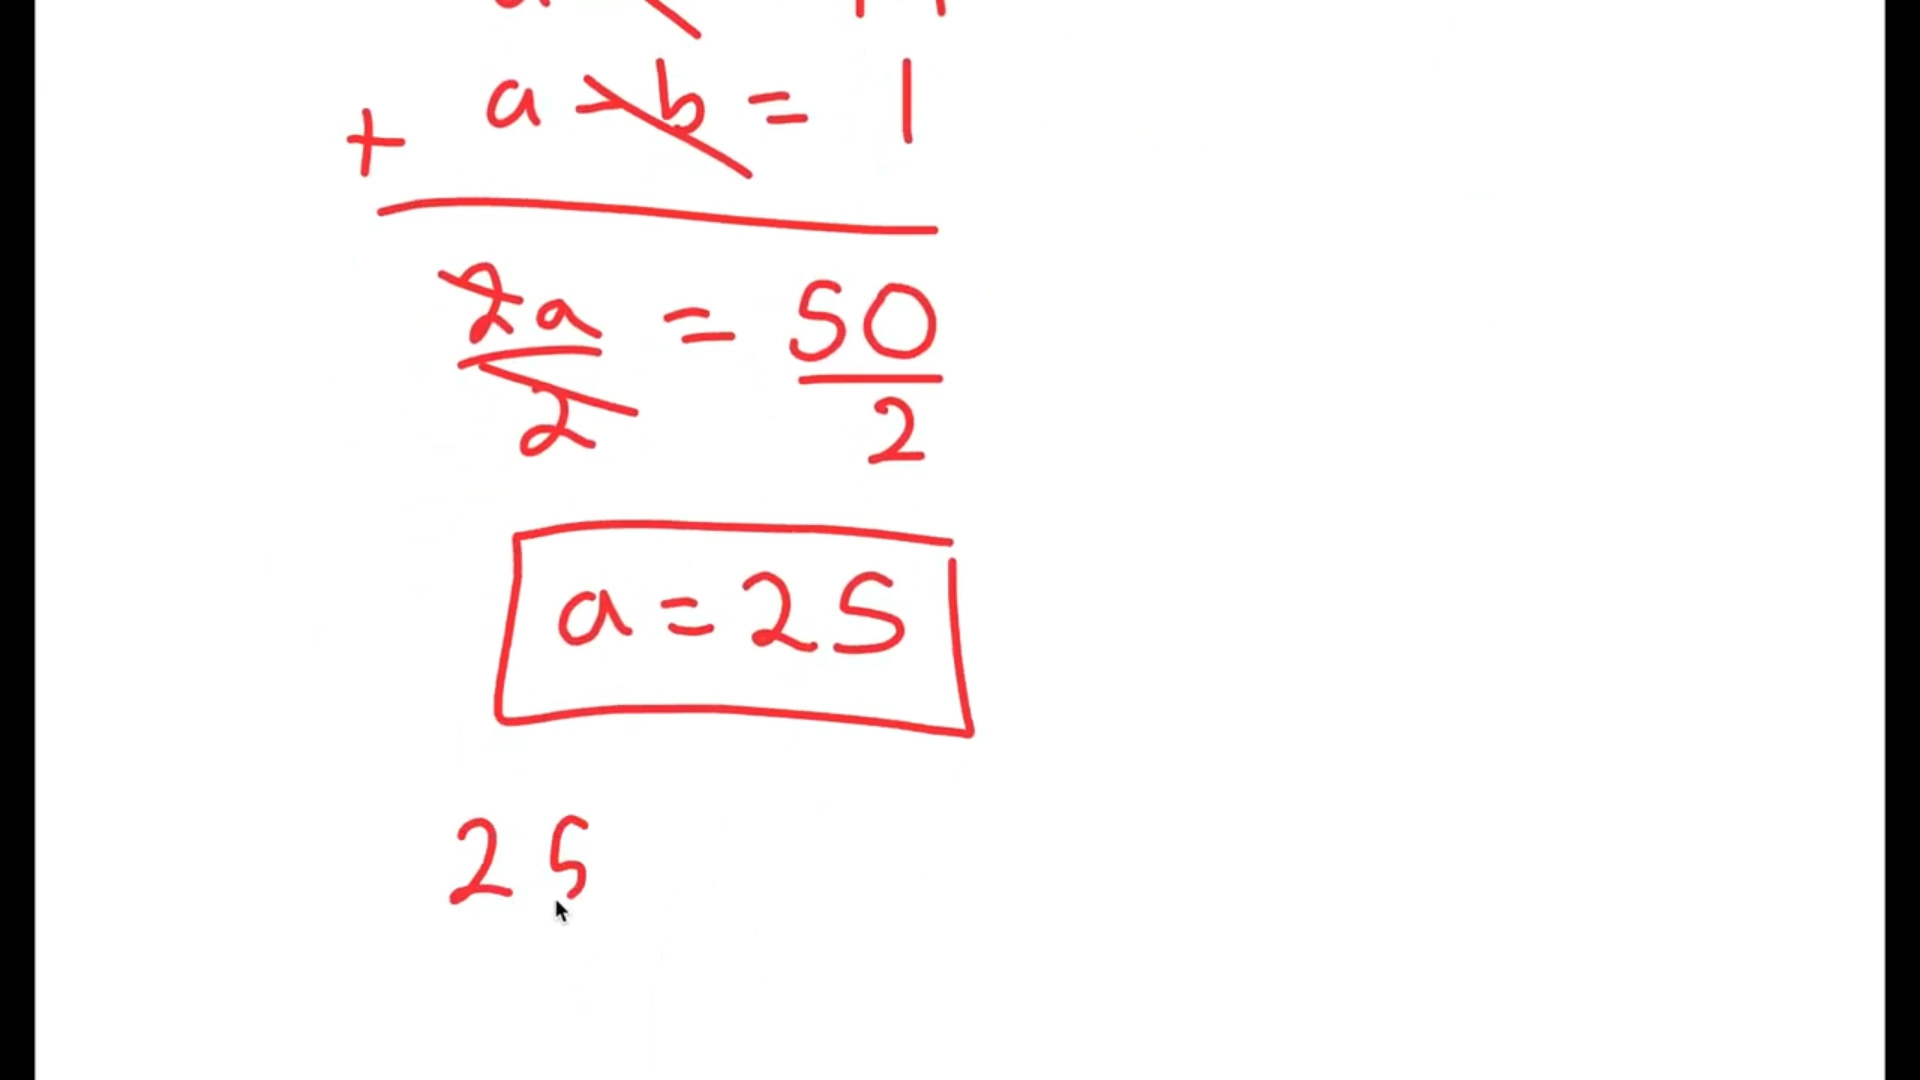 a - b = 1
+
2a = 50
2 2
a = 25
25